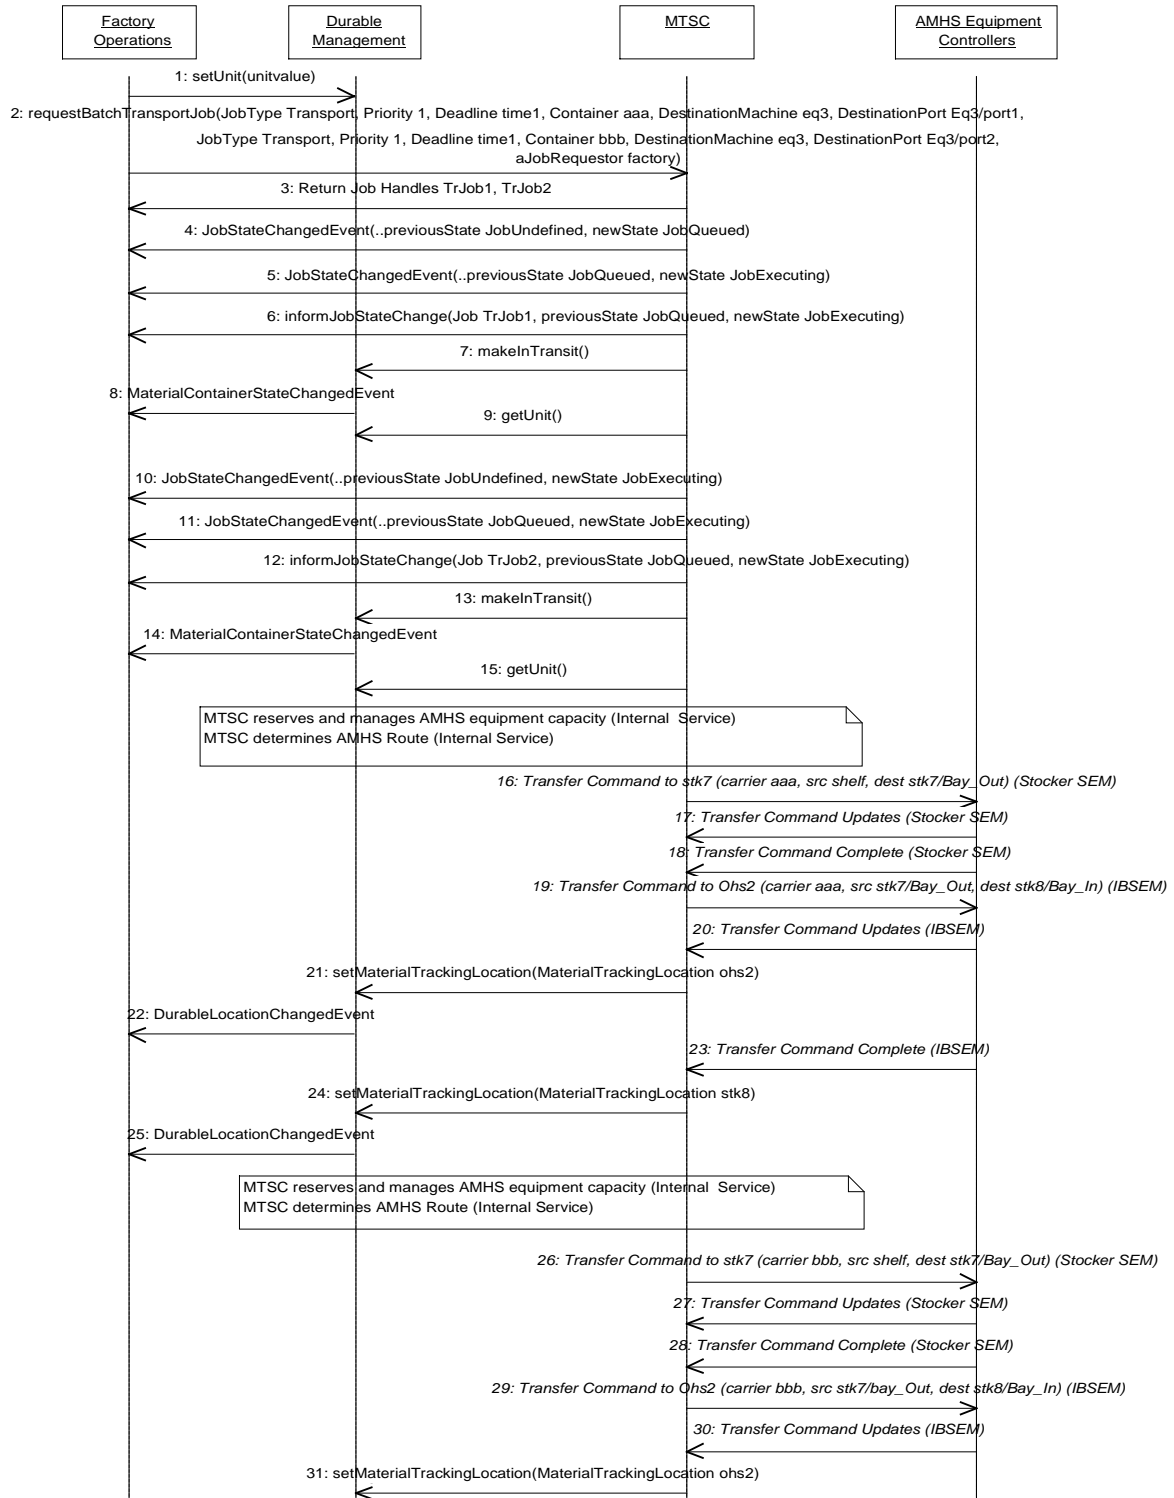 Factory
Operations
Durable
Management
MTSC
AMHS Equipment
Controllers
1: setUnit(unitvalue)
2: requestBatchTransportJob(JobType Transport, Priority 1, Deadline time1, Container aaa, DestinationMachine eq3, DestinationPort Eq3/port1,
JobType Transport, Priority 1, Deadline time1, Container bbb, DestinationMachine eq3, DestinationPort Eq3/port2,
aJobRequestor factory)
3: Return Job Handles TrJob1, TrJob2
4: JobStateChangedEvent(..previousState JobUndefined, newState JobQueued)
5: JobStateChangedEvent(..previousState JobQueued, newState JobExecuting)
6: informJobStateChange(Job TrJob1, previousState JobQueued, newState JobExecuting)
7: makeInTransit()
8: MaterialContainerStateChangedEvent
9: getUnit()
10: JobStateChangedEvent(..previousState JobUndefined, newState JobExecuting)
11: JobStateChangedEvent(..previousState JobQueued, newState JobExecuting)
12: informJobStateChange(Job TrJob2, previousState JobQueued, newState JobExecuting)
13: makeInTransit()
14: MaterialContainerStateChangedEvent
15: getUnit()
MTSC reserves and manages AMHS equipment capacity (Internal  Service)
MTSC determines AMHS Route (Internal Service)
16: Transfer Command to stk7 (carrier aaa, src shelf, dest stk7/Bay_Out) (Stocker SEM)
17: Transfer Command Updates (Stocker SEM)
18: Transfer Command Complete (Stocker SEM)
19: Transfer Command to Ohs2 (carrier aaa, src stk7/Bay_Out, dest stk8/Bay_In) (IBSEM)
20: Transfer Command Updates (IBSEM)
21: setMaterialTrackingLocation(MaterialTrackingLocation ohs2)
22: DurableLocationChangedEvent
23: Transfer Command Complete (IBSEM)
24: setMaterialTrackingLocation(MaterialTrackingLocation stk8)
25: DurableLocationChangedEvent
MTSC reserves and manages AMHS equipment capacity (Internal  Service)
MTSC determines AMHS Route (Internal Service)
26: Transfer Command to stk7 (carrier bbb, src shelf, dest stk7/Bay_Out) (Stocker SEM)
27: Transfer Command Updates (Stocker SEM)
28: Transfer Command Complete (Stocker SEM)
29: Transfer Command to Ohs2 (carrier bbb, src stk7/bay_Out, dest stk8/Bay_In) (IBSEM)
30: Transfer Command Updates (IBSEM)
31: setMaterialTrackingLocation(MaterialTrackingLocation ohs2)